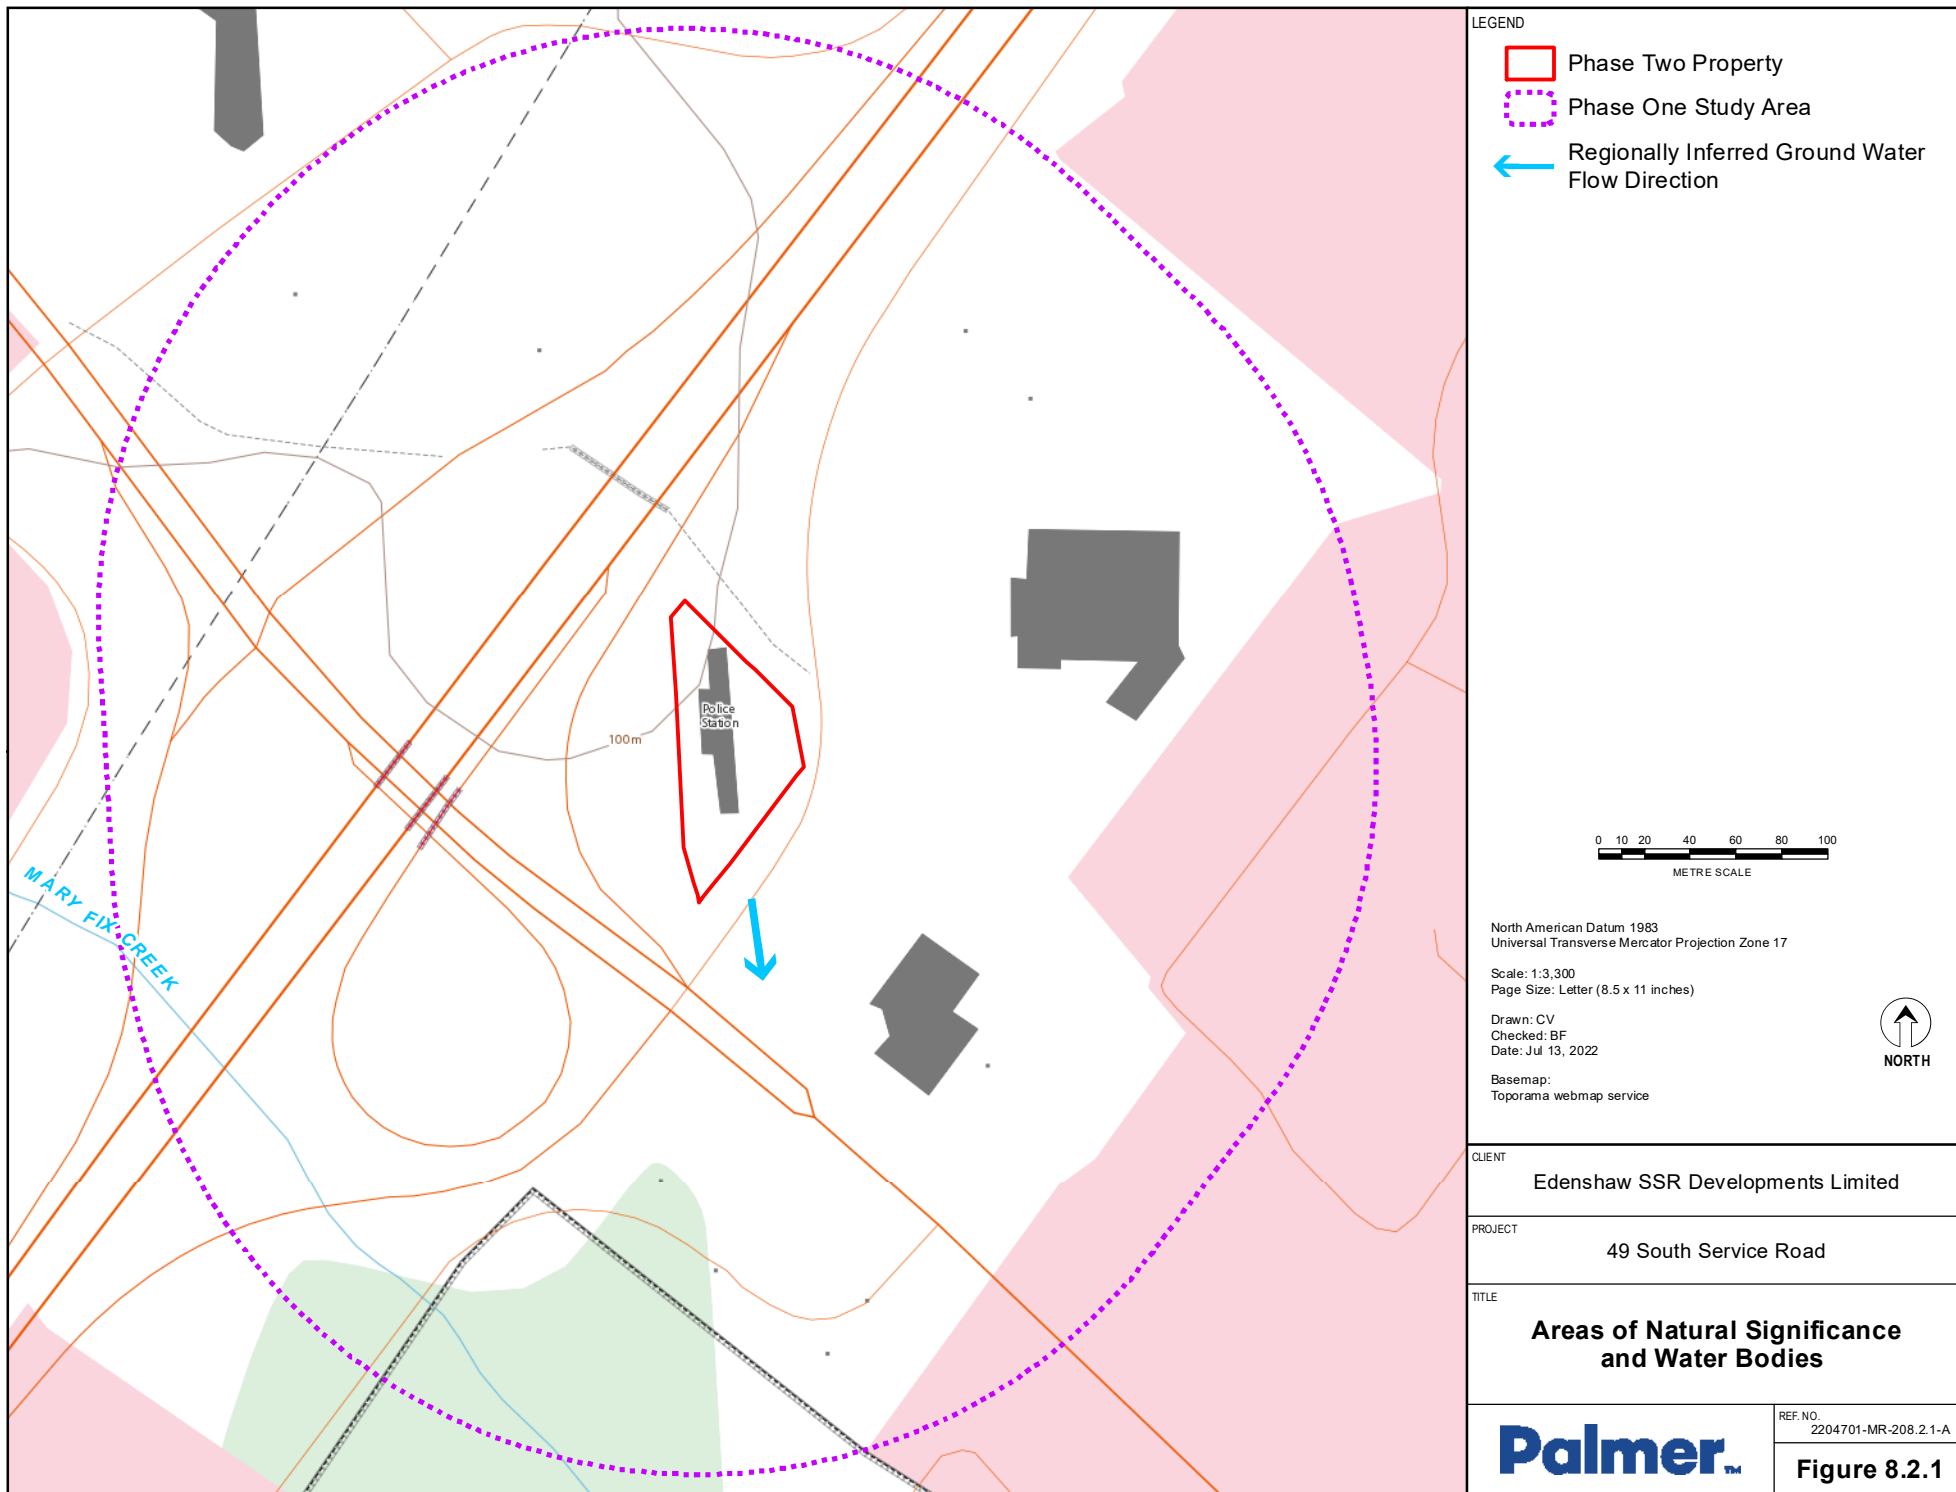 LEGEND
Phase Two Property
Phase One Study Area
Regionally Inferred Ground Water
Flow Direction
Police
Station
100m
MARY FIX CREEK
0 10 20 40 60 80 100
METRE SCALE
North American Datum 1983
Universal Transverse Mercator Projection Zone 17
Scale: 1:3,300
Page Size: Letter (8.5 x 11 inches)
Drawn: CV
Checked: BF
Date: Jul 13, 2022
Basemap:
Toporama webmap service
NORTH
CLIENT
Edenshaw SSR Developments Limited
PROJECT
49 South Service Road
TITLE
Areas of Natural Significance
and Water Bodies
Palmer™
REF. NO.
2204701-MR-208.2.1-A
Figure 8.2.1